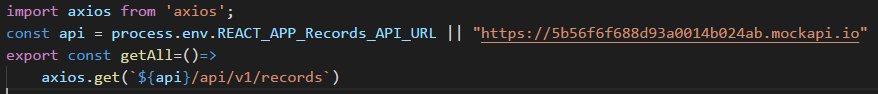 import axios from 'axios';
const api = process.env.REACT_APP_Records_API_URL || "https://5b56f6f688d93a0014b024ab.mockapi.io"
export const getAll=()=>
    axios.get(`${api}/api/v1/records`)